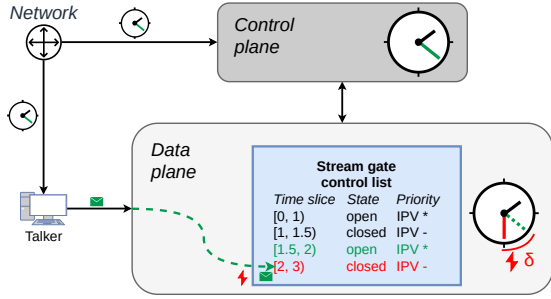 Network
Control
plane
Data
plane
Stream gate
control list
Time slice State Priority
[0, 1) open IPV *
[1, 1.5) closed IPV -
[1.5, 2) open IPV *
[2, 3) closed IPV -
Talker
δ